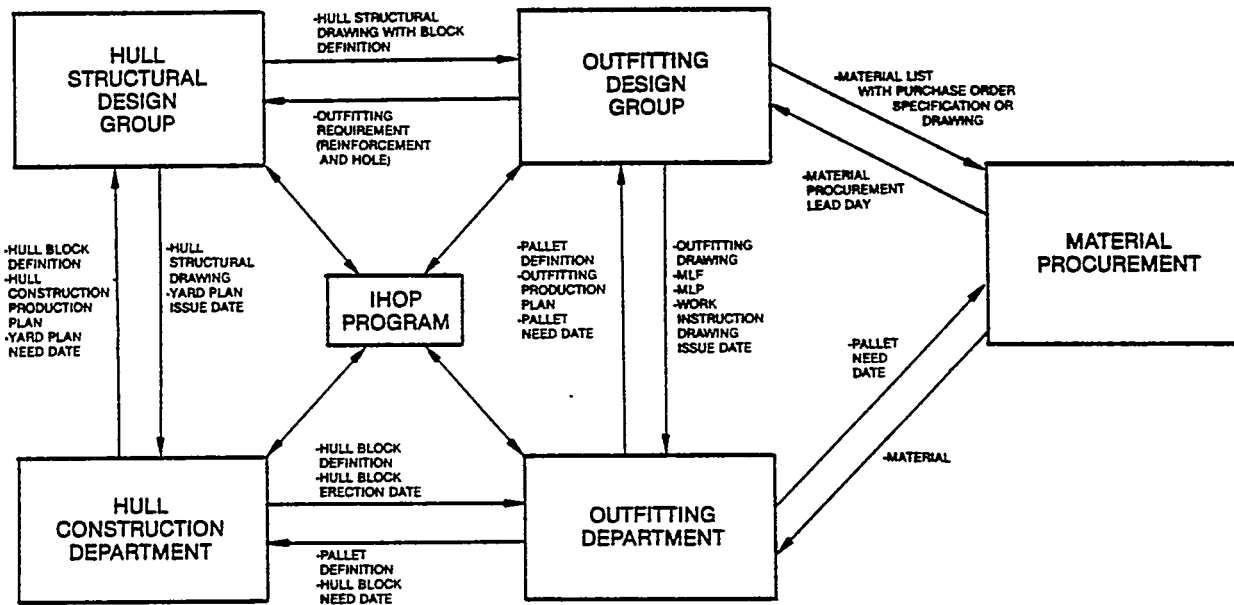 HULL
STRUCTURAL
DESIGN
GROUP
-HULL STRUCTURAL
DRAWING WITH BLOCK
DEFINITION
-OUTFITTING
REQUIREMENT
(REINFORCEMENT
AND HOLE)
OUTFITTING
DESIGN
GROUP
-MATERIAL LIST
WITH PURCHASE ORDER
SPECIFICATION OR
DRAWING
-MATERIAL
PROCUREMENT
LEAD DAY
MATERIAL
PROCUREMENT
-HULL BLOCK
DEFINITION
-HULL
CONSTRUCTION
PRODUCTION
PLAN
-YARD PLAN
NEED DATE
-HULL
STRUCTURAL
DRAWING
-YARD PLAN
ISSUE DATE
IHOP
PROGRAM
-PALLET
DEFINITION
-OUTFITTING
PRODUCTION
PLAN
-PALLET
NEED DATE
-OUTFITTING
DRAWING
-MLF
-MLP
-WORK
INSTRUCTION
DRAWING
ISSUE DATE
-PALLET
NEED
DATE
-MATERIAL
HULL
CONSTRUCTION
DEPARTMENT
-HULL BLOCK
DEFINITION
-HULL BLOCK
ERECTION DATE
-PALLET
DEFINITION
-HULL BLOCK
NEED DATE
OUTFITTING
DEPARTMENT